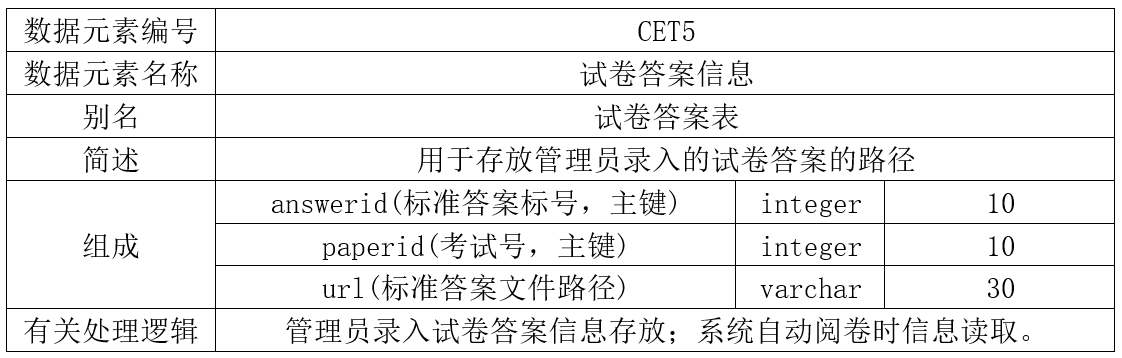 数据元素编号 CET5
数据元素名称 试卷答案信息
别名 试卷答案表
简述 用于存放管理员录入的试卷答案的路径
组成 answerid(标准答案标号，主键) integer 10
paperid(考试号，主键) integer 10
url(标准答案文件路径) varchar 30
有关处理逻辑 管理员录入试卷答案信息存放；系统自动阅卷时信息读取。